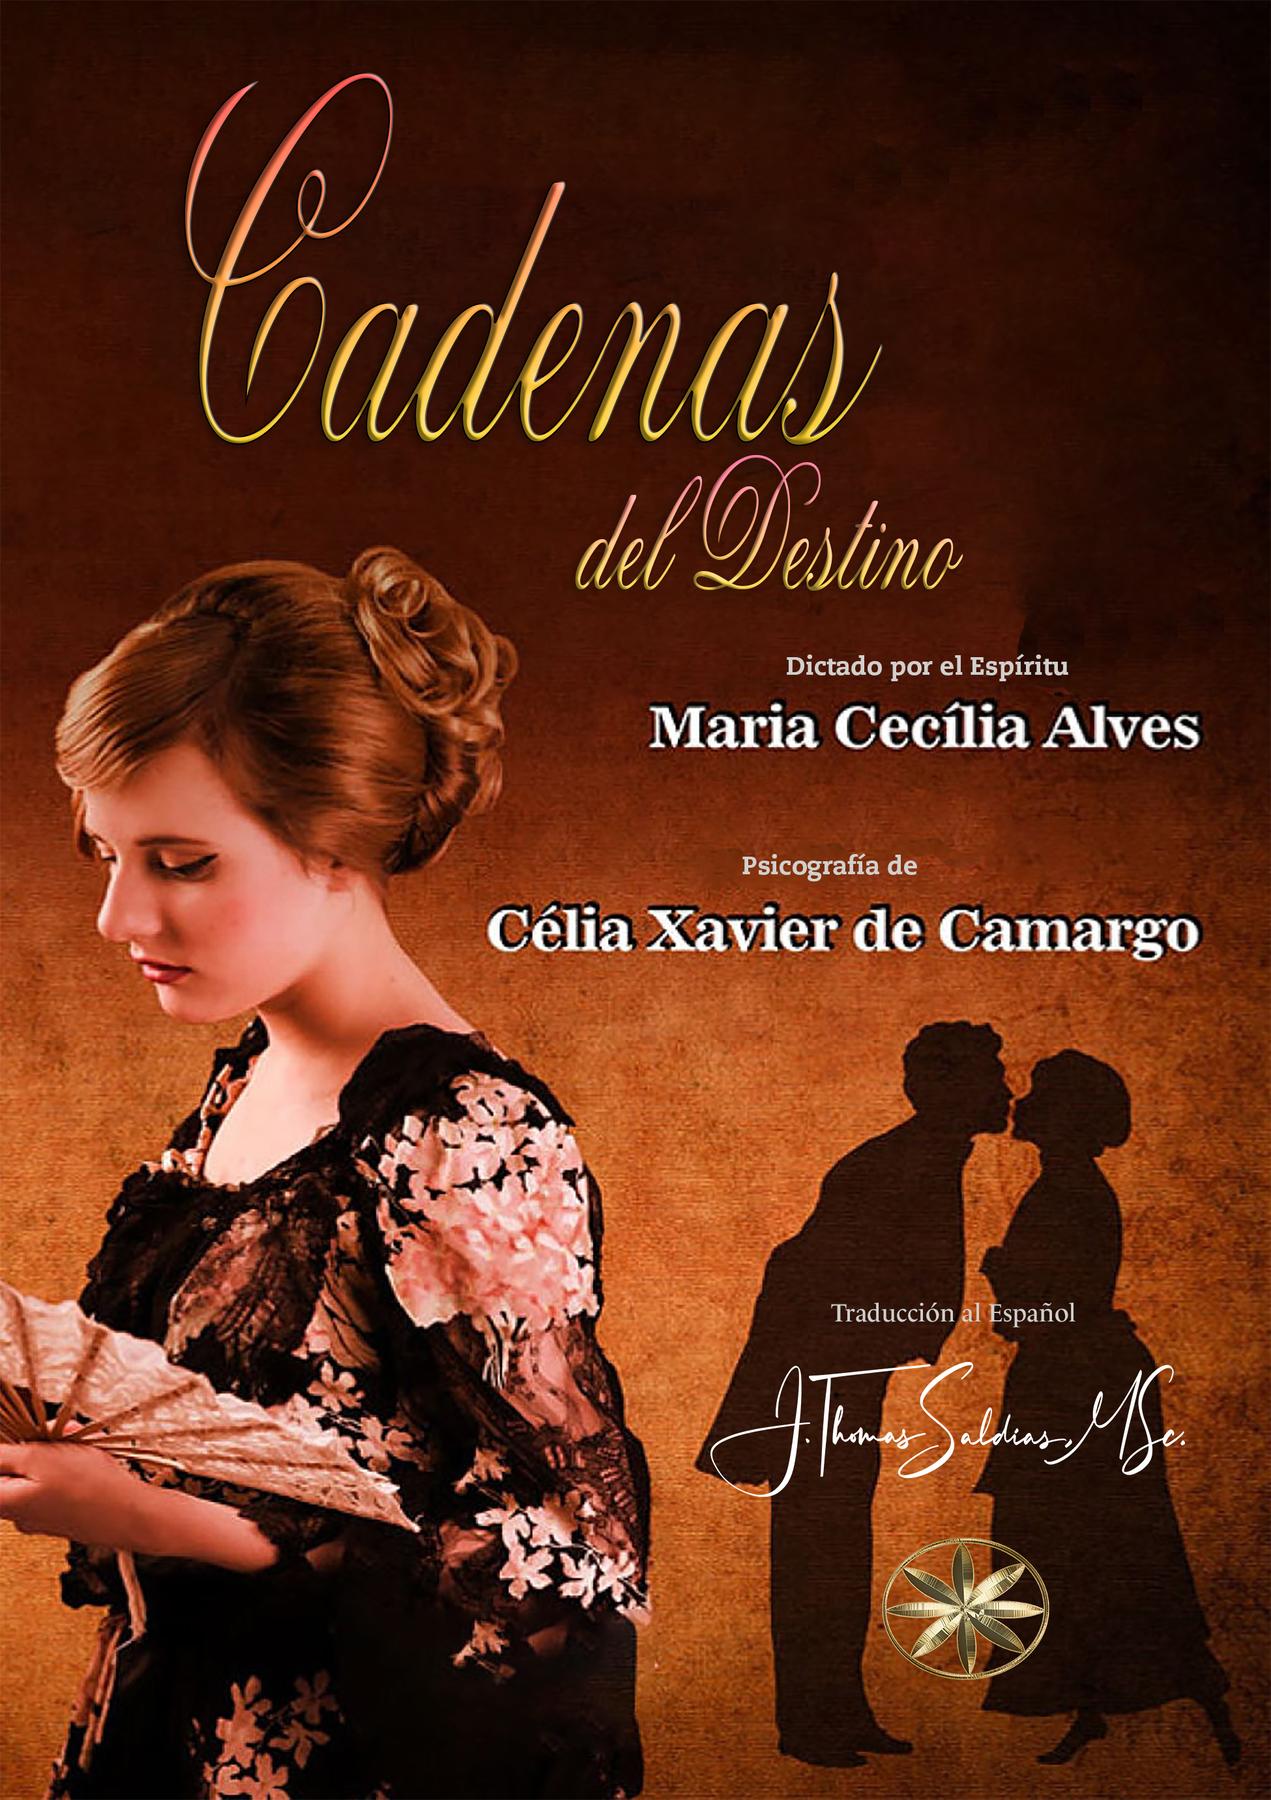 Cadenas
del Destino
Dictado por el Espíritu
Maria Cecília Alves
Psicografía de
Célia Xavier de Camargo
Traducción al Español
J.Thomas Saldias, MSc.